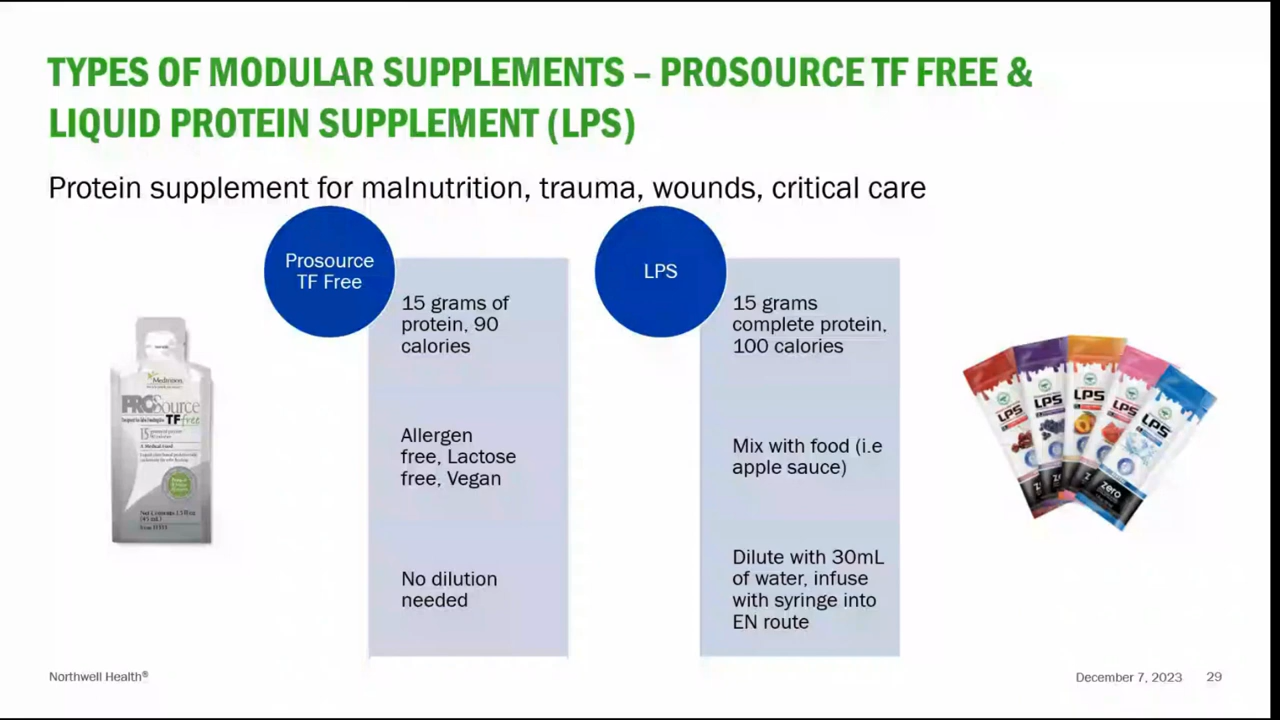 TYPES OF MODULAR SUPPLEMENTS – PROSOURCE TF FREE &
LIQUID PROTEIN SUPPLEMENT (LPS)
Protein supplement for malnutrition, trauma, wounds, critical care
Prosource
TF Free
15 grams of
protein, 90
calories
Allergen
free, Lactose
free, Vegan
No dilution
needed
LPS
15 grams
complete protein,
100 calories
Mix with food (i.e
apple sauce)
Dilute with 30mL
of water, infuse
with syringe into
EN route
Medtrition
PROSource
TF free
15
LPS
LPS
LPS
LPS
LPS
zero
Northwell Health®
December 7, 2023
29